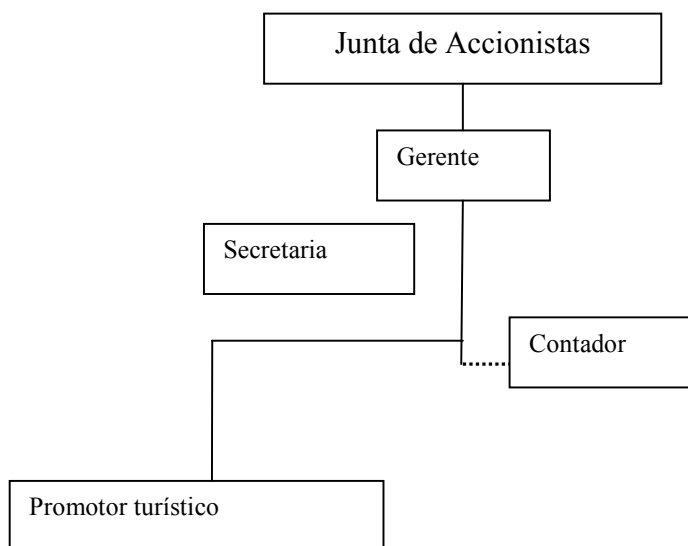 Junta de Accionistas
Gerente
Secretaria
Contador
Promotor turístico